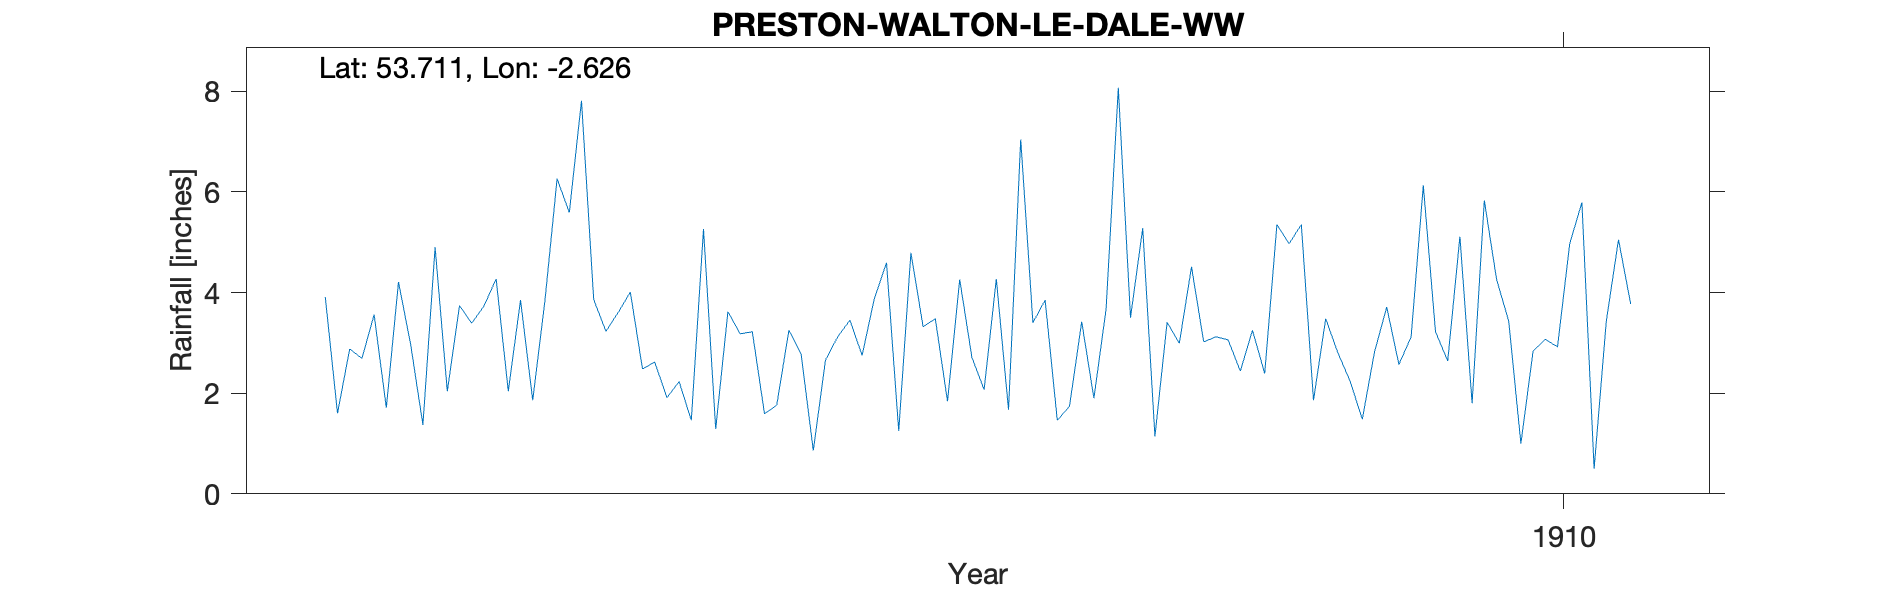 PRESTON-WALTON-LE-DALE-WW
Lat: 53.711, Lon: -2.626
8
6
4
2
0
Rainfall [inches]
1910
Year